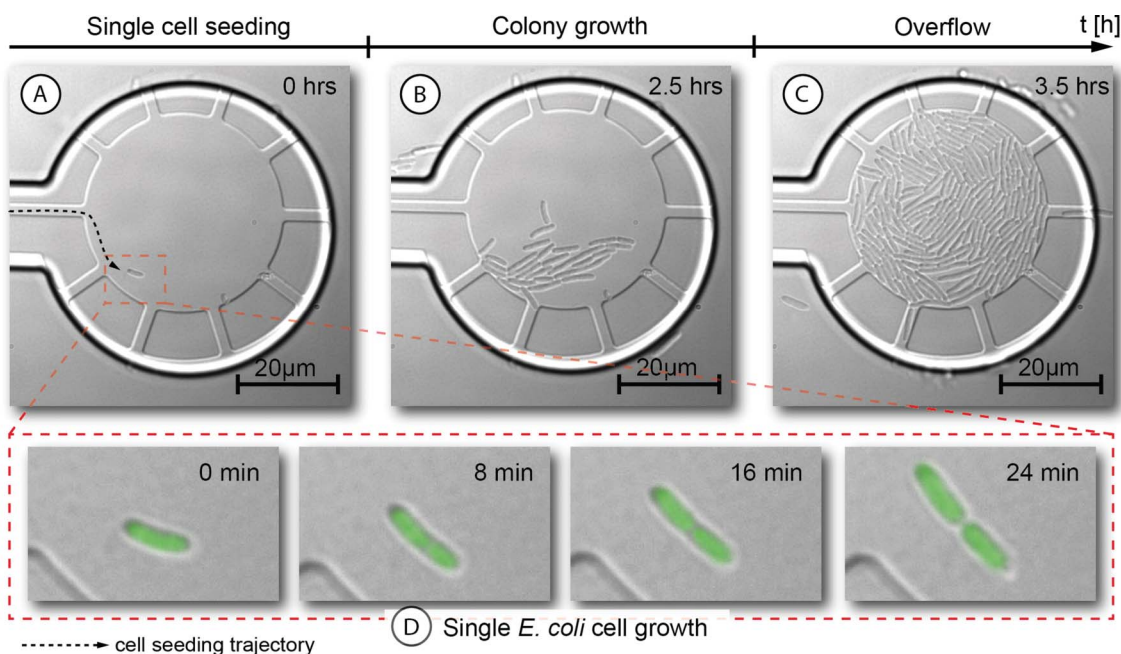 Single cell seeding
Colony growth
Overflow
t [h]
A
0 hrs
B
2.5 hrs
C
3.5 hrs
20µm
20µm
20µm
0 min
8 min
16 min
24 min
D Single E. coli cell growth
cell seeding trajectory